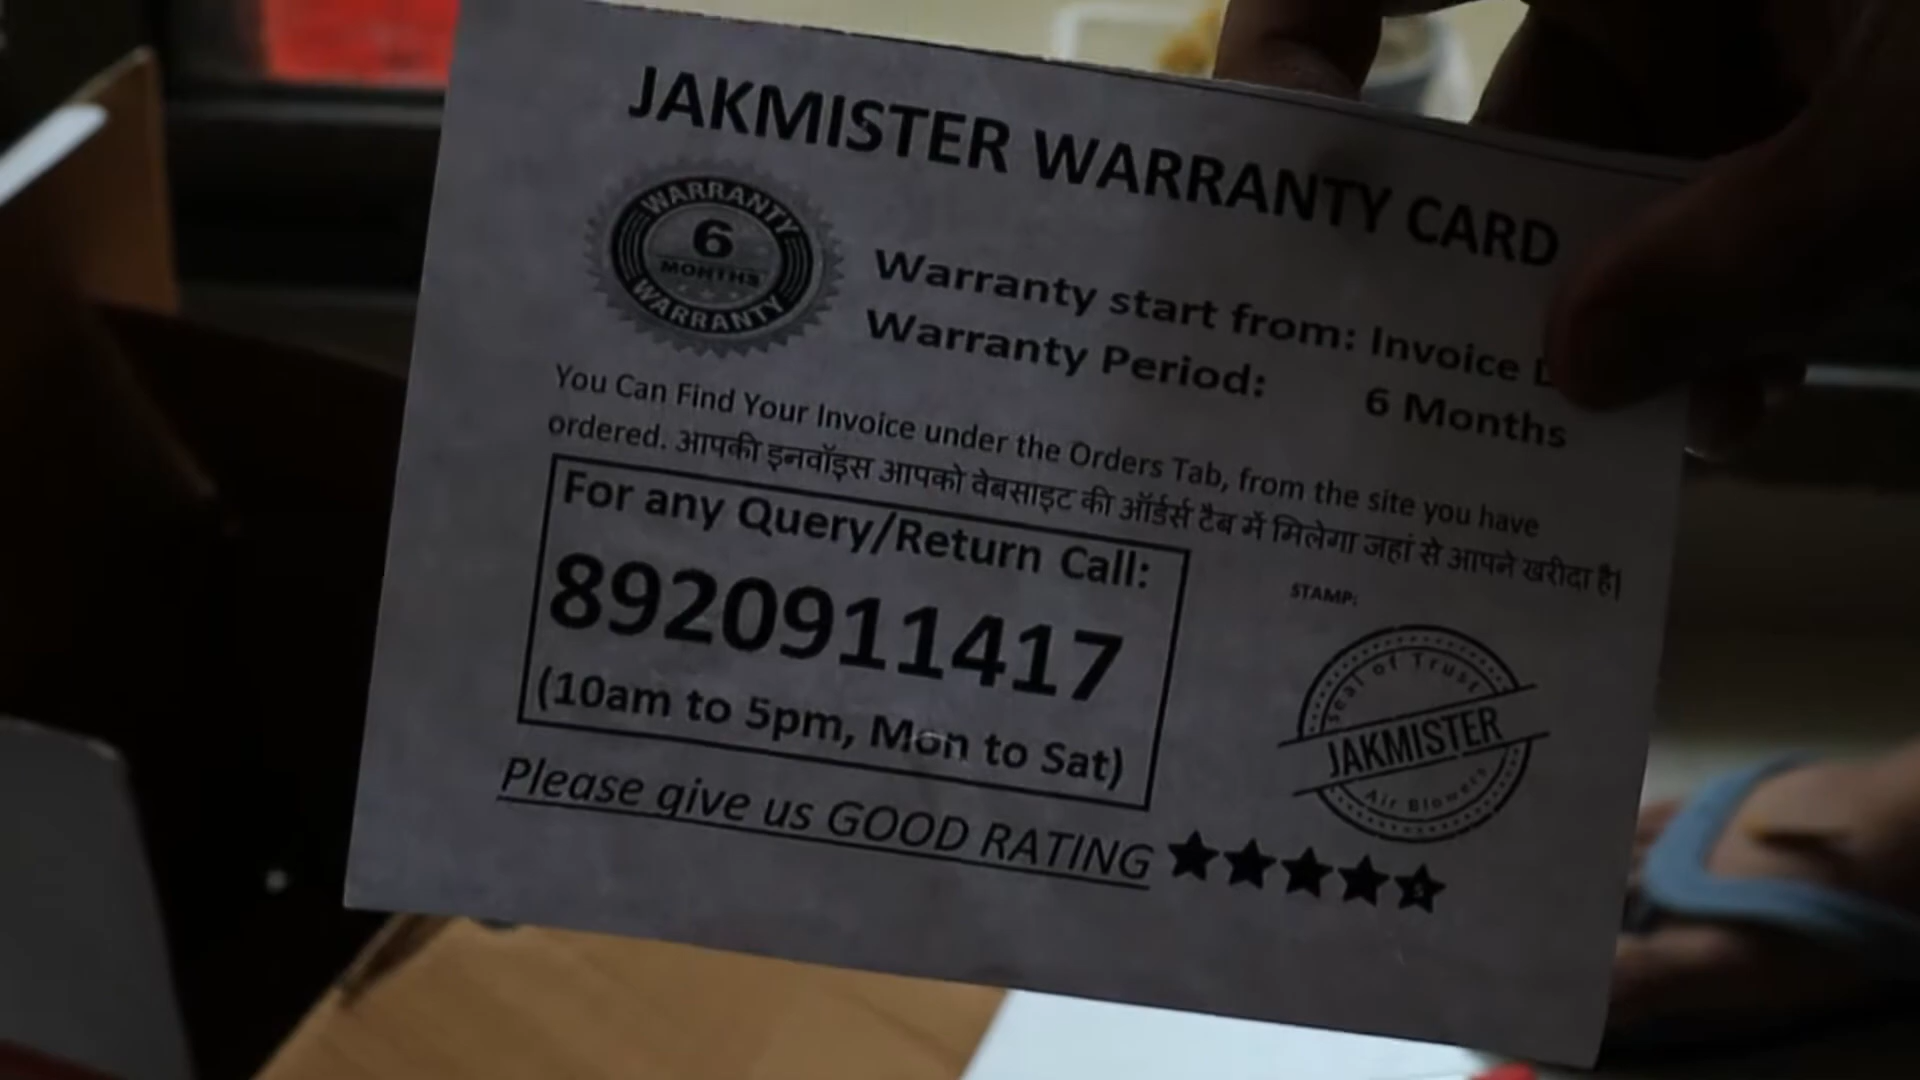 JAKMISTER WARRANTY CARD
WARRANTY
6
MONTHS
WARRANTY
Warranty start from: Invoice
Warranty Period: 6 Months
You Can Find Your Invoice under the Orders Tab, from the site you have
ordered. आपकी इनवॉइस आपको वेबसाइट की ऑर्डर्स टैब में मिलेगा जहां से आपने खरीदा है|
For any Query/Return Call:
8920911417
(10am to 5pm, Mon to Sat)
STAMP:
Seal of Trust
JAKMISTER
Air Blowers
Please give us GOOD RATING
5